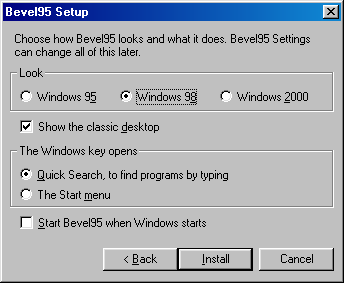 Bevel95 Setup
Choose how Bevel95 looks and what it does. Bevel95 Settings
can change all of this later.
Look
Windows 95
Windows 98
Windows 2000
Show the classic desktop
The Windows key opens
Quick Search, to find programs by typing
The Start menu
Start Bevel95 when Windows starts
< Back
Install
Cancel